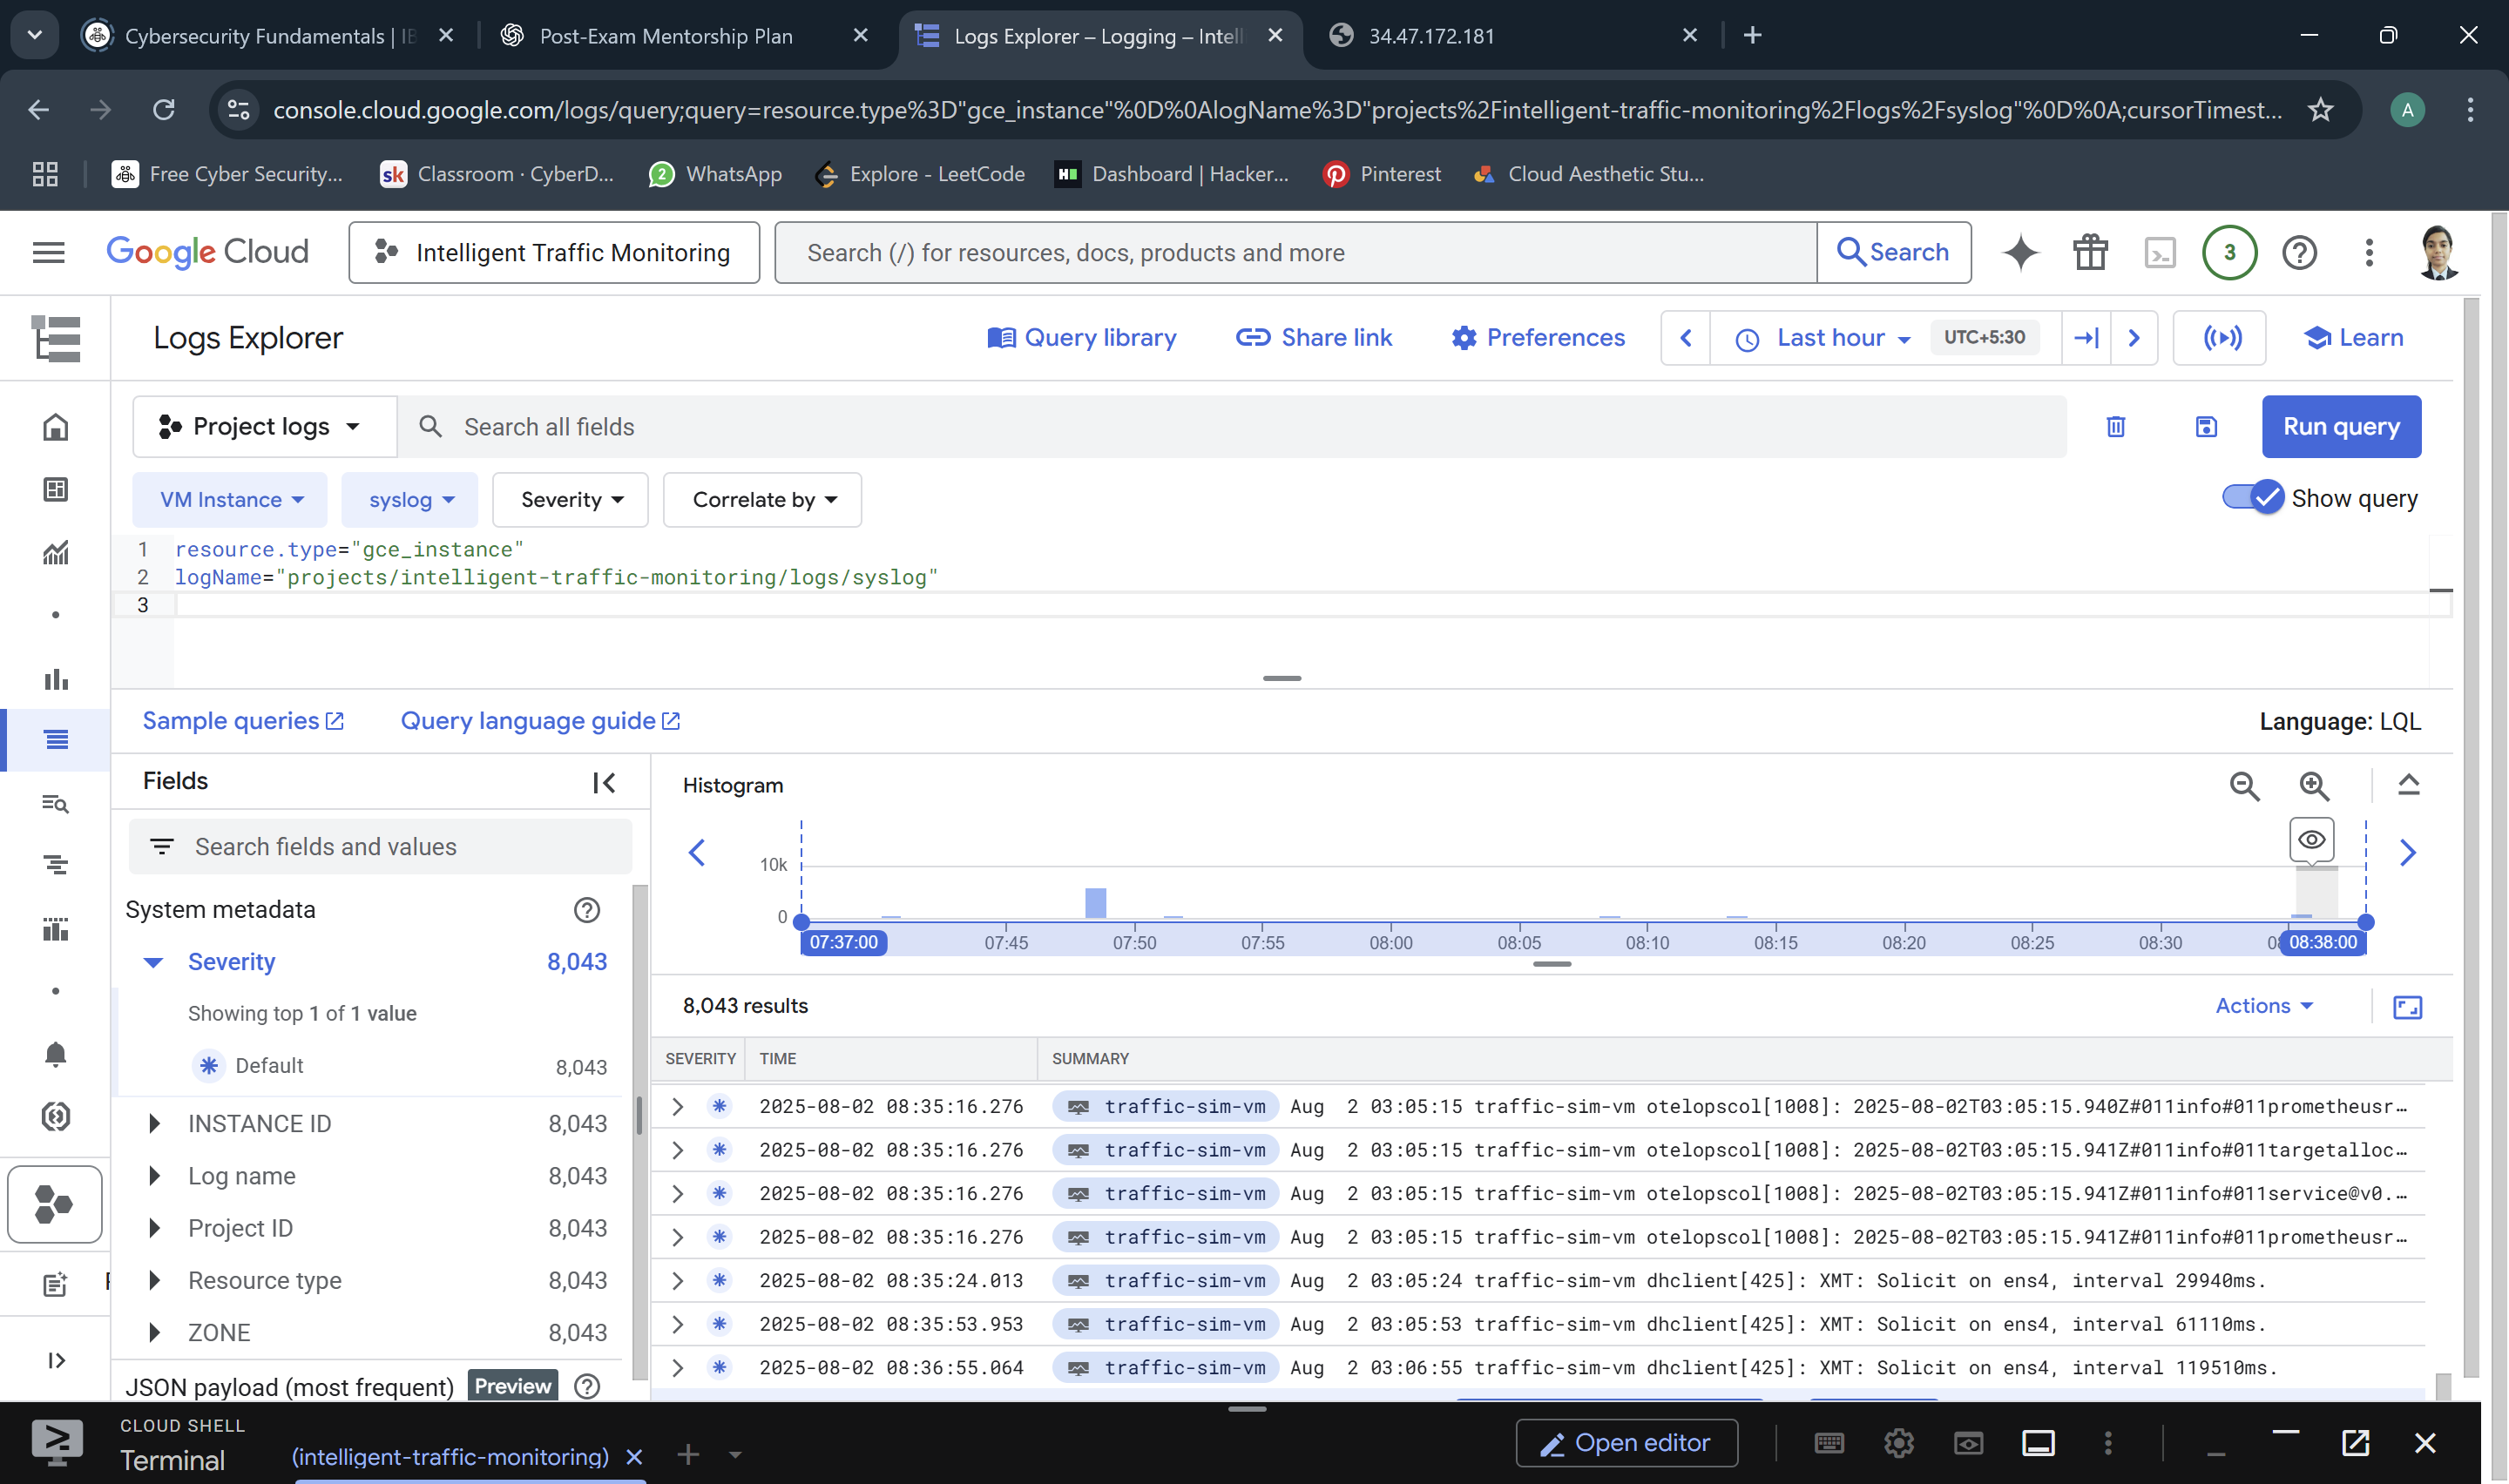 Cybersecurity Fundamentals | IB
Post-Exam Mentorship Plan
Logs Explorer – Logging – Intell
34.47.172.181
console.cloud.google.com/logs/query;query=resource.type%3D"gce_instance"%0D%0AlogName%3D"projects%2Fintelligent-traffic-monitoring%2Flogs%2Fsyslog"%0D%0A;cursorTimest...
A
Free Cyber Security...
sk Classroom · CyberD...
2 WhatsApp
Explore - LeetCode
Dashboard | Hacker...
Pinterest
Cloud Aesthetic Stu...
Google Cloud
Intelligent Traffic Monitoring
Search (/) for resources, docs, products and more
Search
3
Logs Explorer
Query library
Share link
Preferences
Last hour
UTC+5:30
Learn
Project logs
Search all fields
Run query
VM Instance
syslog
Severity
Correlate by
Show query
1 resource.type="gce_instance"
2 logName="projects/intelligent-traffic-monitoring/logs/syslog"
3
Sample queries
Query language guide
Language: LQL
Fields
Search fields and values
System metadata
Severity 8,043
Showing top 1 of 1 value
Default 8,043
INSTANCE ID 8,043
Log name 8,043
Project ID 8,043
Resource type 8,043
ZONE 8,043
JSON payload (most frequent) Preview
Histogram
10k
0
07:37:00 07:45 07:50 07:55 08:00 08:05 08:10 08:15 08:20 08:25 08:30 08:38:00
8,043 results
Actions
SEVERITY TIME SUMMARY
2025-08-02 08:35:16.276 traffic-sim-vm Aug 2 03:05:15 traffic-sim-vm otelopscol[1008]: 2025-08-02T03:05:15.940Z#011info#011prometheusr…
2025-08-02 08:35:16.276 traffic-sim-vm Aug 2 03:05:15 traffic-sim-vm otelopscol[1008]: 2025-08-02T03:05:15.941Z#011info#011targetalloc…
2025-08-02 08:35:16.276 traffic-sim-vm Aug 2 03:05:15 traffic-sim-vm otelopscol[1008]: 2025-08-02T03:05:15.941Z#011info#011service@v0.…
2025-08-02 08:35:16.276 traffic-sim-vm Aug 2 03:05:15 traffic-sim-vm otelopscol[1008]: 2025-08-02T03:05:15.941Z#011info#011prometheusr…
2025-08-02 08:35:24.013 traffic-sim-vm Aug 2 03:05:24 traffic-sim-vm dhclient[425]: XMT: Solicit on ens4, interval 29940ms.
2025-08-02 08:35:53.953 traffic-sim-vm Aug 2 03:05:53 traffic-sim-vm dhclient[425]: XMT: Solicit on ens4, interval 61110ms.
2025-08-02 08:36:55.064 traffic-sim-vm Aug 2 03:06:55 traffic-sim-vm dhclient[425]: XMT: Solicit on ens4, interval 119510ms.
CLOUD SHELL
Terminal
(intelligent-traffic-monitoring)
Open editor